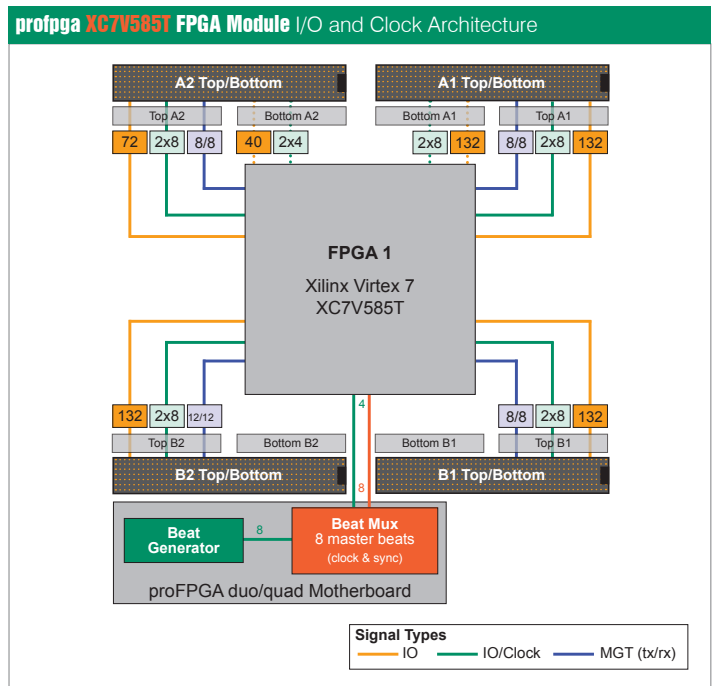 profpga XC7V585T FPGA Module I/O and Clock Architecture
A2 Top/Bottom
A1 Top/Bottom
Top A2
Bottom A2
Bottom A1
Top A1
72 2x8 8/8 40 2x4 2x8 132 8/8 2x8 132
FPGA 1
Xilinx Virtex 7
XC7V585T
132 2x8 12/12 4 8/8 2x8 132
Top B2
Bottom B2
Bottom B1
Top B1
B2 Top/Bottom
8
B1 Top/Bottom
Beat
Generator
8
Beat Mux
8 master beats
(clock & sync)
proFPGA duo/quad Motherboard
Signal Types
IO
IO/Clock
MGT (tx/rx)